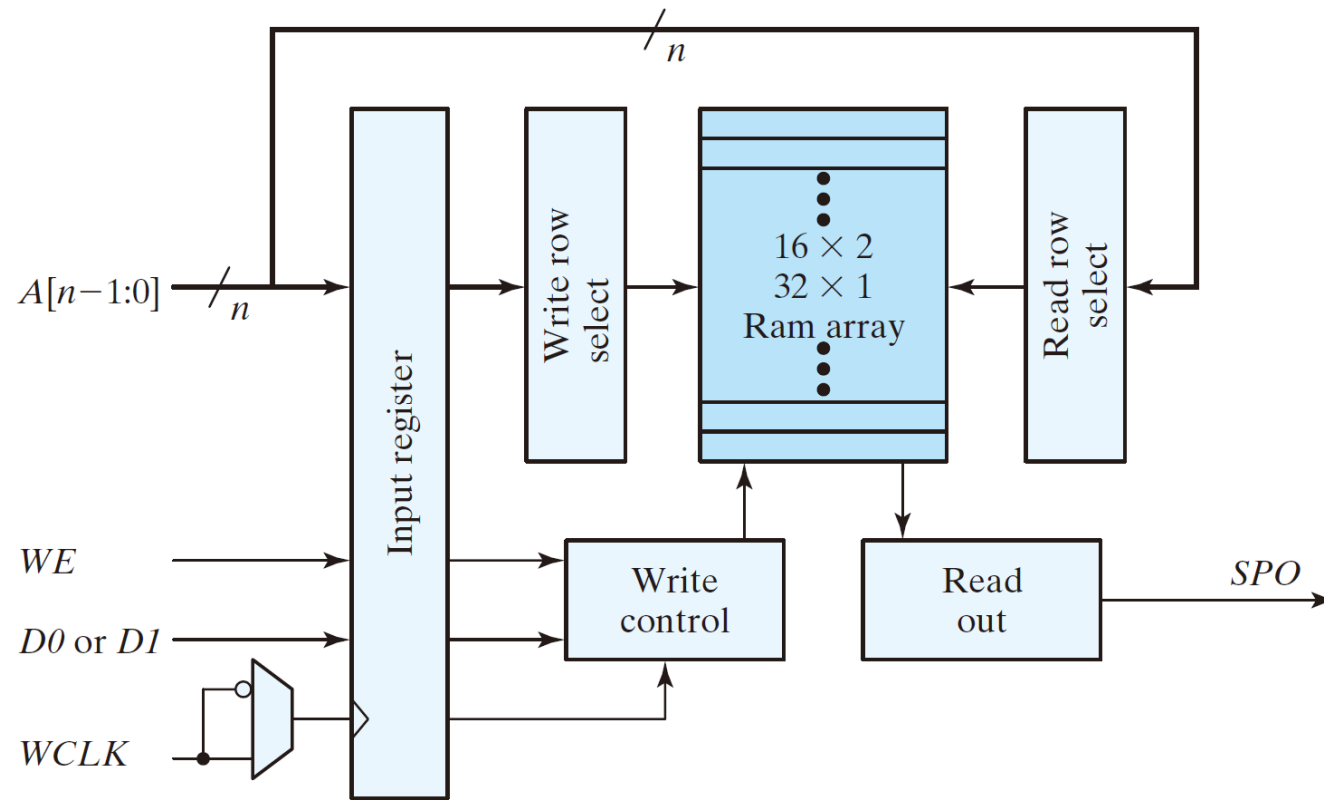 n
A[n−1:0]
n
Input register
Write row
select
16 × 2
32 × 1
Ram array
Read row
select
WE
D0 or D1
WCLK
Write
control
Read
out
SPO